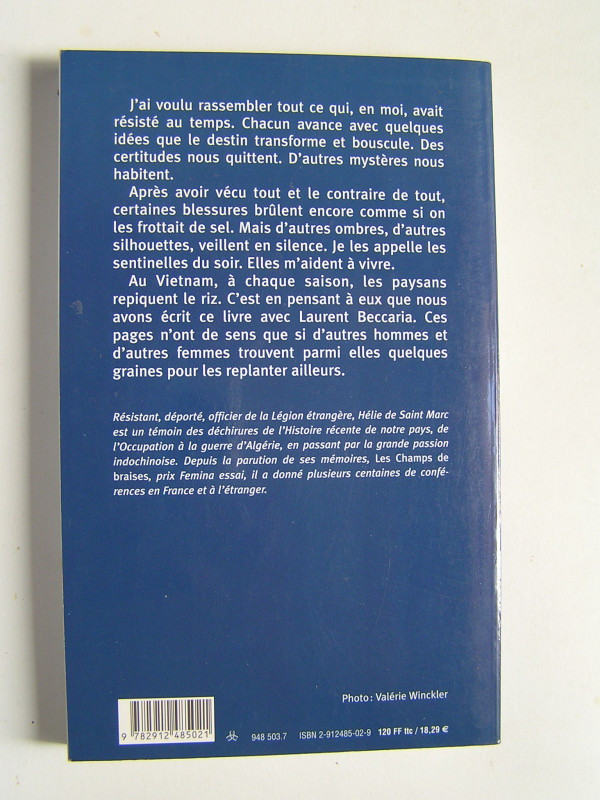 J'ai voulu rassembler tout ce qui, en moi, avait
résisté au temps. Chacun avance avec quelques
idées que le destin transforme et bouscule. Des
certitudes nous quittent. D'autres mystères nous
habitent.
Après avoir vécu tout et le contraire de tout,
certaines blessures brûlent encore comme si on
les frottait de sel. Mais d'autres ombres, d'autres
silhouettes, veillent en silence. Je les appelle les
sentinelles du soir. Elles m'aident à vivre.
Au Vietnam, à chaque saison, les paysans
repiquent le riz. C'est en pensant à eux que nous
avons écrit ce livre avec Laurent Beccaria. Ces
pages n'ont de sens que si d'autres hommes et
d'autres femmes trouvent parmi elles quelques
graines pour les replanter ailleurs.
Résistant, déporté, officier de la Légion étrangère, Hélie de Saint Marc
est un témoin des déchirures de l'Histoire récente de notre pays, de
l'Occupation à la guerre d'Algérie, en passant par la grande passion
indochinoise. Depuis la parution de ses mémoires, Les Champs de
braises, prix Femina essai, il a donné plusieurs centaines de confé-
rences en France et à l'étranger.
Photo : Valérie Winckler
9 782912 485021 948 503.7 ISBN 2-912485-02-9 120 FF ttc / 18,29 €